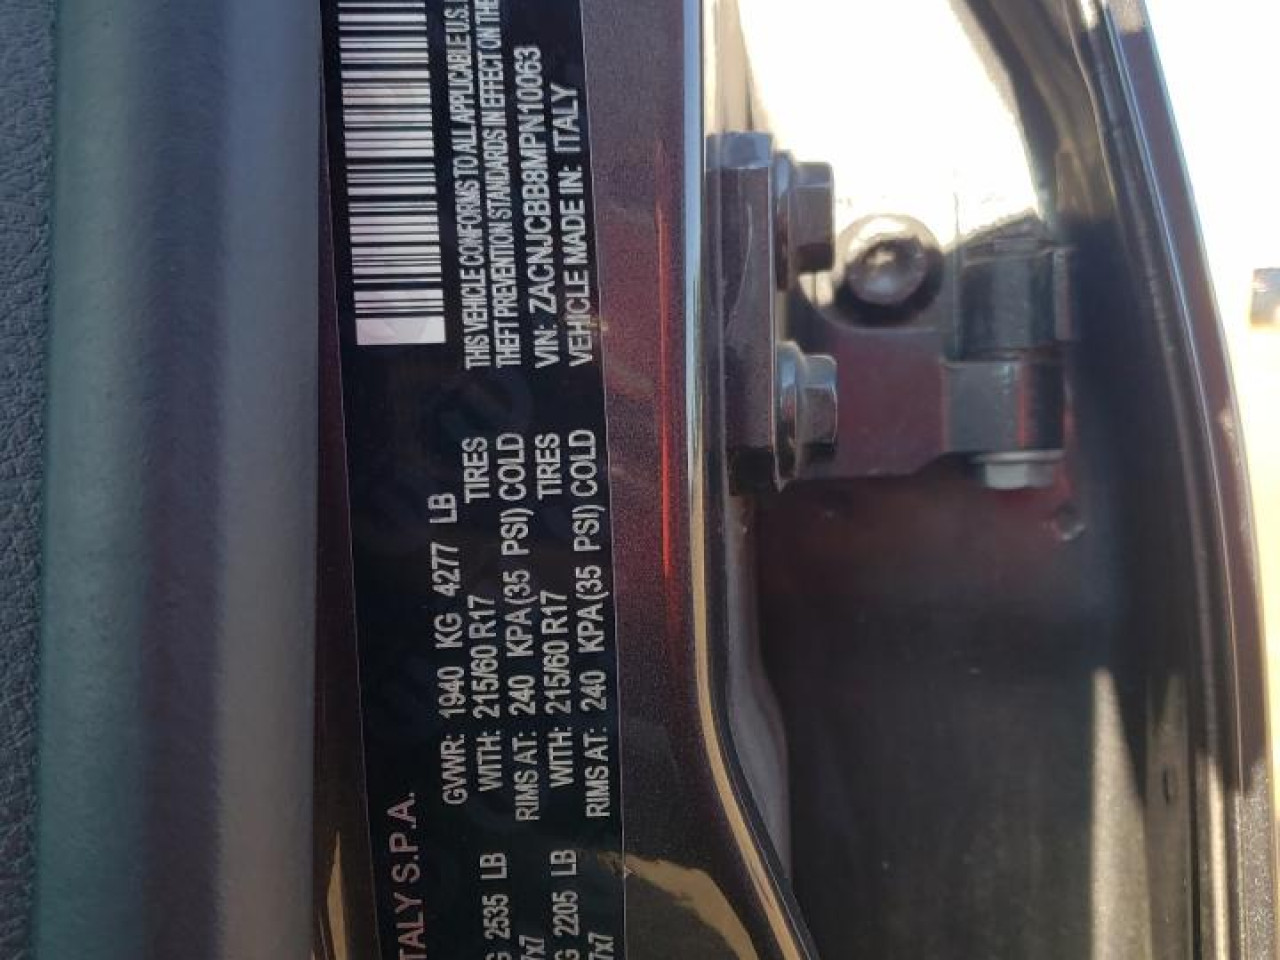 TALY S.P.A.
GVWR: 1940 KG 4277 LB
G 2535 LB WITH: 215/60 R17 TIRES
7x7 RIMS AT: 240 KPA(35 PSI) COLD
G 2205 LB WITH: 215/60 R17 TIRES
7x7 RIMS AT: 240 KPA(35 PSI) COLD
THIS VEHICLE CONFORMS TO ALL APPLICABLE U.S.
THEFT PREVENTION STANDARDS IN EFFECT ON THE
VIN: ZACNJCBB8MPN10063
VEHICLE MADE IN: ITALY